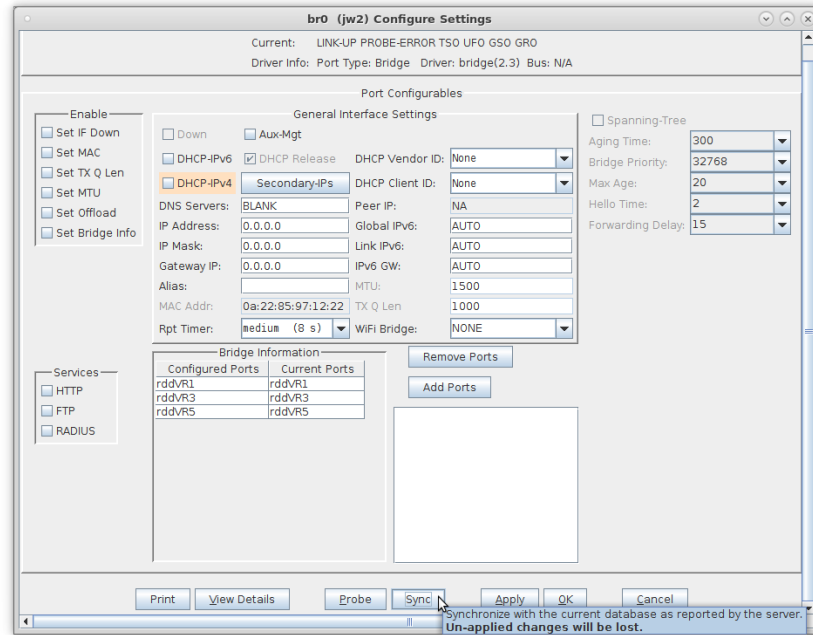 br0 (jw2) Configure Settings
Current: LINK-UP PROBE-ERROR TSO UFO GSO GRO
Driver Info: Port Type: Bridge Driver: bridge(2.3) Bus: N/A
Port Configurables
Enable
Set IF Down
Set MAC
Set TX Q Len
Set MTU
Set Offload
Set Bridge Info
General Interface Settings
Down Aux-Mgt
DHCP-IPv6 DHCP Release DHCP Vendor ID: None
DHCP-IPv4 Secondary-IPs DHCP Client ID: None
DNS Servers: BLANK Peer IP: NA
IP Address: 0.0.0.0 Global IPv6: AUTO
IP Mask: 0.0.0.0 Link IPv6: AUTO
Gateway IP: 0.0.0.0 IPv6 GW: AUTO
Alias: MTU: 1500
MAC Addr: 0a:22:85:97:12:22 TX Q Len 1000
Rpt Timer: medium (8 s) WiFi Bridge: NONE
Spanning-Tree
Aging Time: 300
Bridge Priority: 32768
Max Age: 20
Hello Time: 2
Forwarding Delay: 15
Services
HTTP
FTP
RADIUS
Bridge Information
Configured Ports Current Ports
rddVR1 rddVR1
rddVR3 rddVR3
rddVR5 rddVR5
Remove Ports
Add Ports
Print View Details Probe Sync Apply OK Cancel
Synchronize with the current database as reported by the server.
Un-applied changes will be lost.